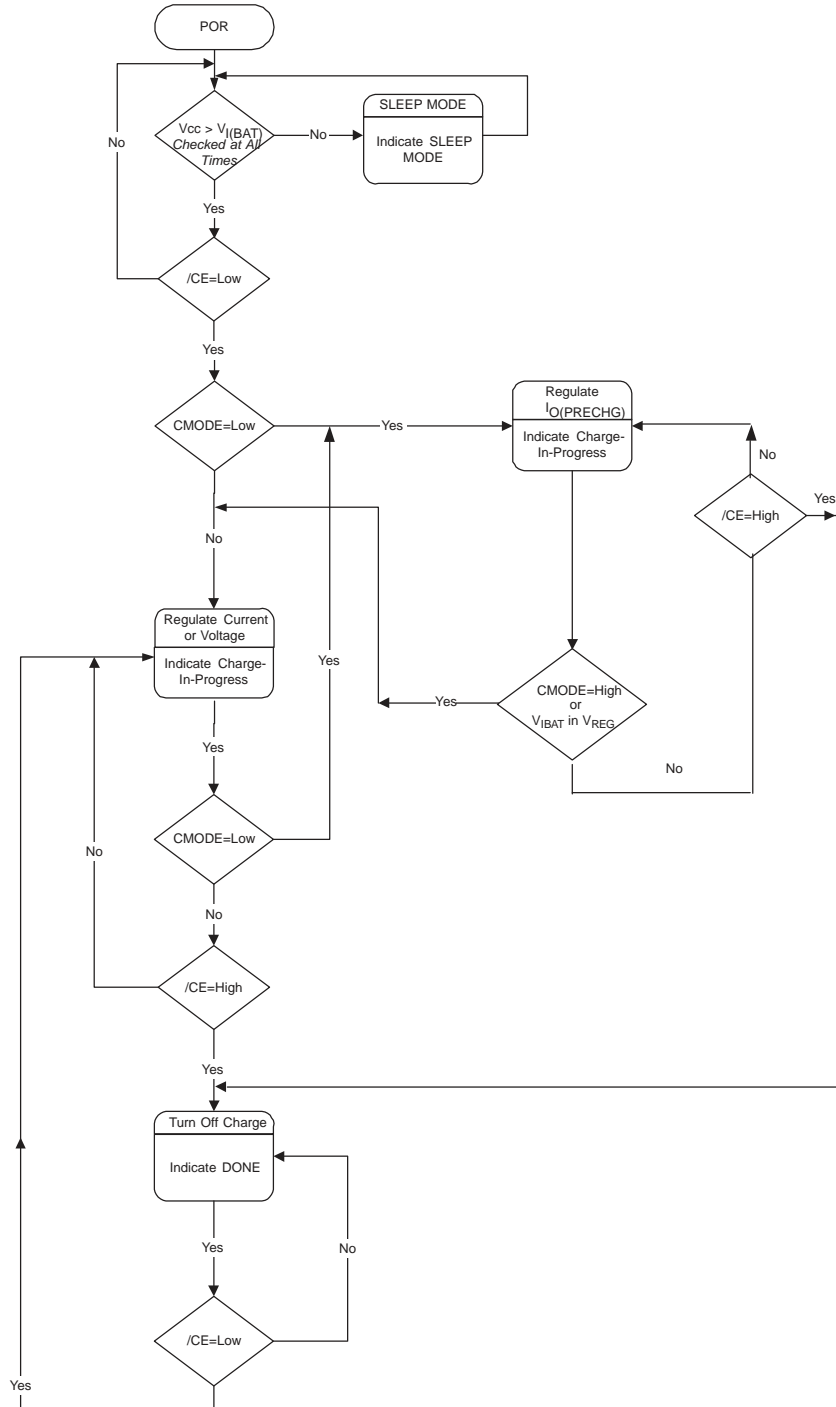 POR
Vcc > VI(BAT)
Checked at All
Times
No
SLEEP MODE
Indicate SLEEP
MODE
No
Yes
/CE=Low
Yes
CMODE=Low
Yes
Regulate
IO(PRECHG)
Indicate Charge-
In-Progress
No
/CE=High
Yes
No
Regulate Current
or Voltage
Indicate Charge-
In-Progress
Yes
CMODE=High
or
VIBAT in VREG
Yes
No
Yes
CMODE=Low
No
No
/CE=High
Yes
Turn Off Charge
Indicate DONE
Yes
No
/CE=Low
Yes